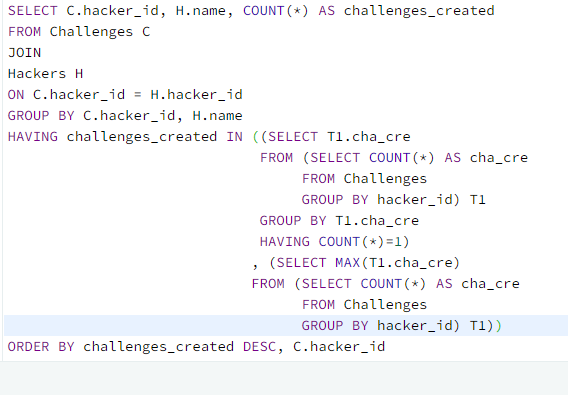 SELECT C.hacker_id, H.name, COUNT(*) AS challenges_created
FROM Challenges C
JOIN
Hackers H
ON C.hacker_id = H.hacker_id
GROUP BY C.hacker_id, H.name
HAVING challenges_created IN ((SELECT T1.cha_cre
FROM (SELECT COUNT(*) AS cha_cre
FROM Challenges
GROUP BY hacker_id) T1
GROUP BY T1.cha_cre
HAVING COUNT(*)=1)
, (SELECT MAX(T1.cha_cre)
FROM (SELECT COUNT(*) AS cha_cre
FROM Challenges
GROUP BY hacker_id) T1))
ORDER BY challenges_created DESC, C.hacker_id